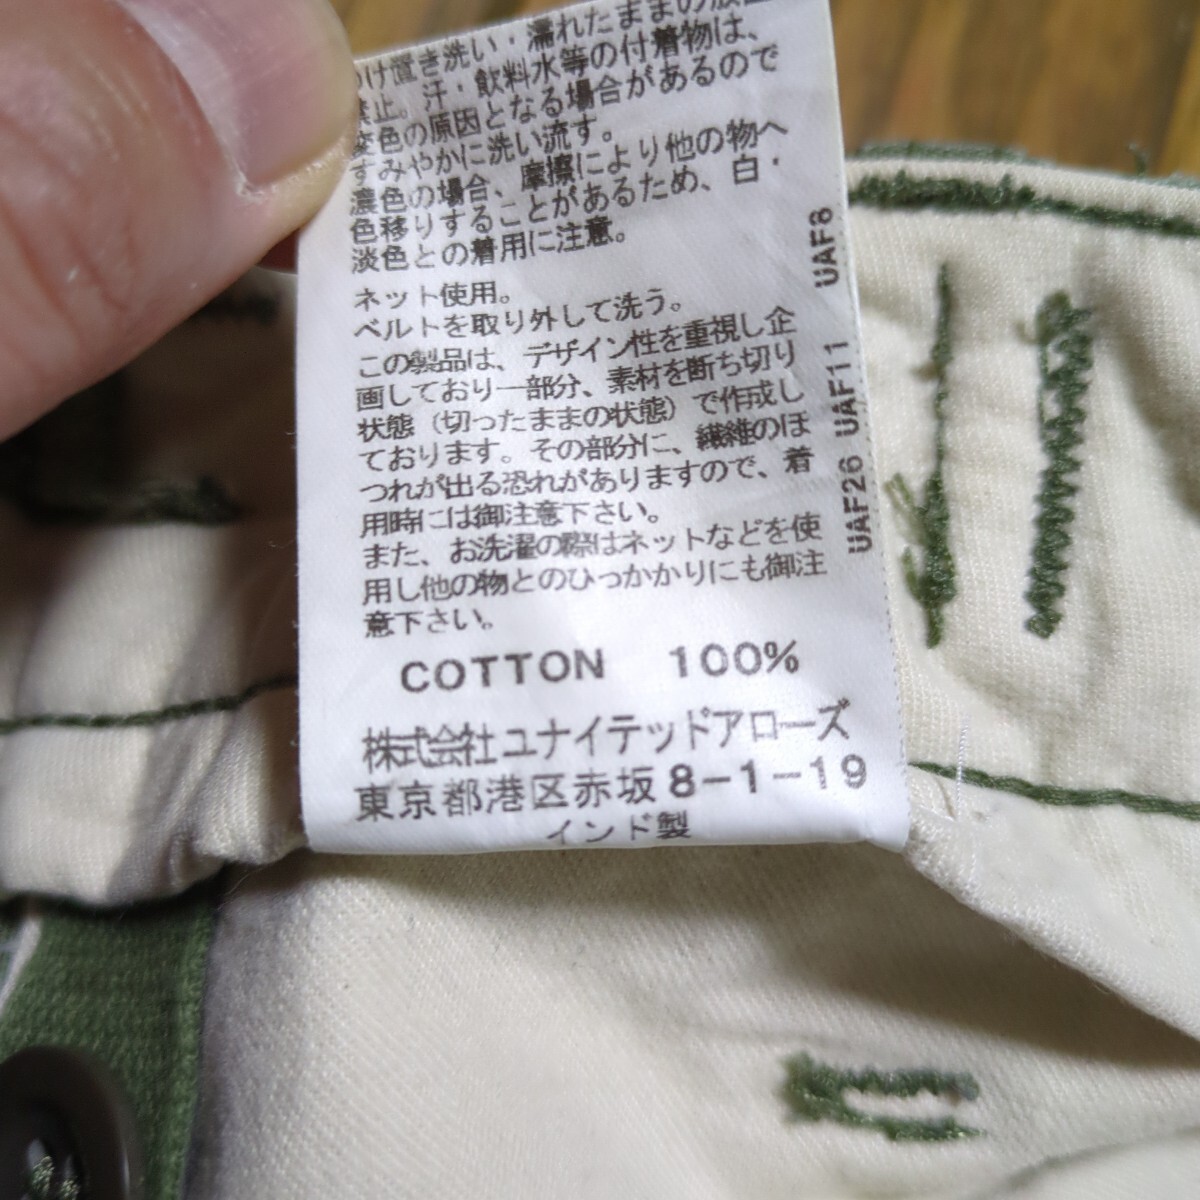 け置き洗い・濡れたままの放置
禁止。汗・飲料水等の付着物は、
変色の原因となる場合があるので
すみやかに洗い流す。
濃色の場合、摩擦により他の物へ
色移りすることがあるため、白・
淡色との着用に注意。
ネット使用。
ベルトを取り外して洗う。
この製品は、デザイン性を重視し企
画しており一部分、素材を断ち切り
状態（切ったままの状態）で作成し
ております。その部分に、繊維のほ
つれが出る恐れがありますので、着
用時には御注意下さい。
また、お洗濯の際はネットなどを使
用し他の物とのひっかかりにも御注
意下さい。
COTTON 100%
株式会社ユナイテッドアローズ
東京都港区赤坂8-1-19
インド製
UAF26 UAF11 UAF8